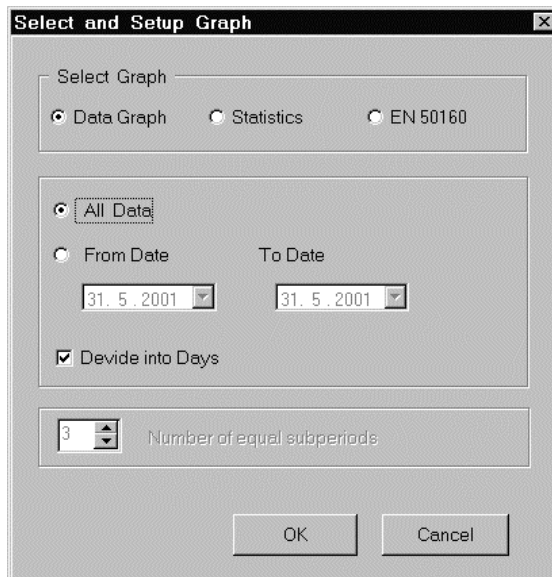 Select and Setup Graph
Select Graph
Data Graph Statistics EN 50160
All Data
From Date To Date
31. 5 . 2001 31. 5 . 2001
Devide into Days
3 Number of equal subperiods
OK Cancel